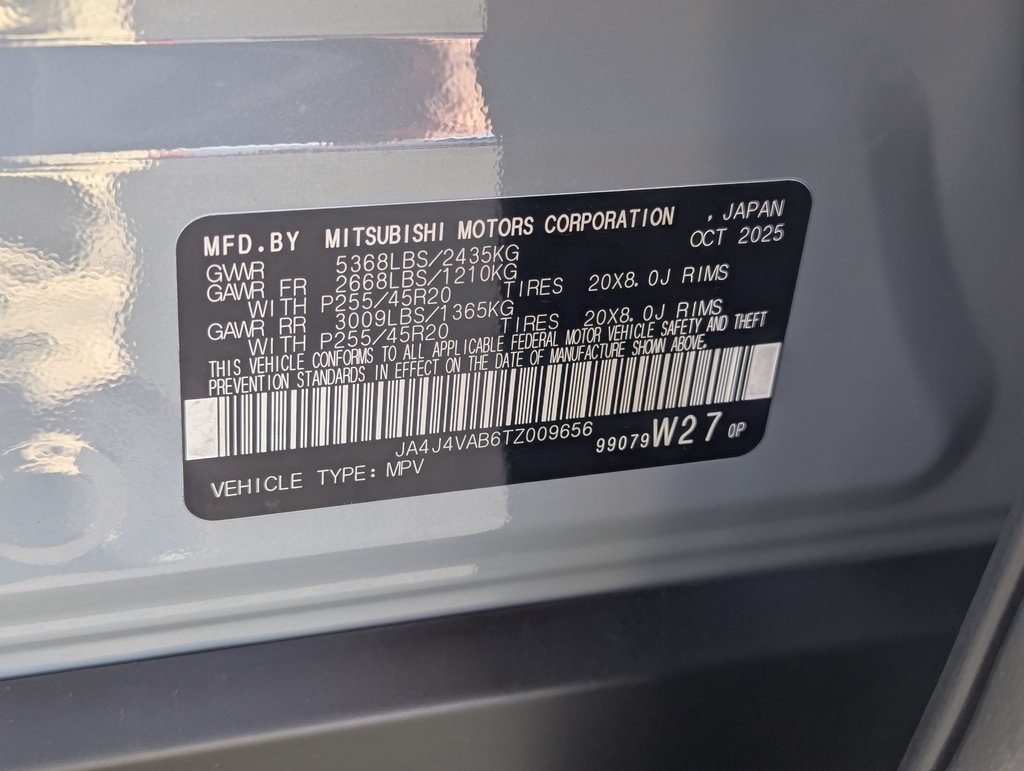 MFD.BY MITSUBISHI MOTORS CORPORATION , JAPAN
OCT 2025
GVWR 5368LBS/2435KG
GAWR FR 2668LBS/1210KG
WITH P255/45R20 TIRES 20X8.0J RIMS
GAWR RR 3009LBS/1365KG
WITH P255/45R20 TIRES 20X8.0J RIMS
THIS VEHICLE CONFORMS TO ALL APPLICABLE FEDERAL MOTOR VEHICLE SAFETY AND THEFT
PREVENTION STANDARDS IN EFFECT ON THE DATE OF MANUFACTURE SHOWN ABOVE.
JA4J4VAB6TZ009656
99079W27 0P
VEHICLE TYPE: MPV